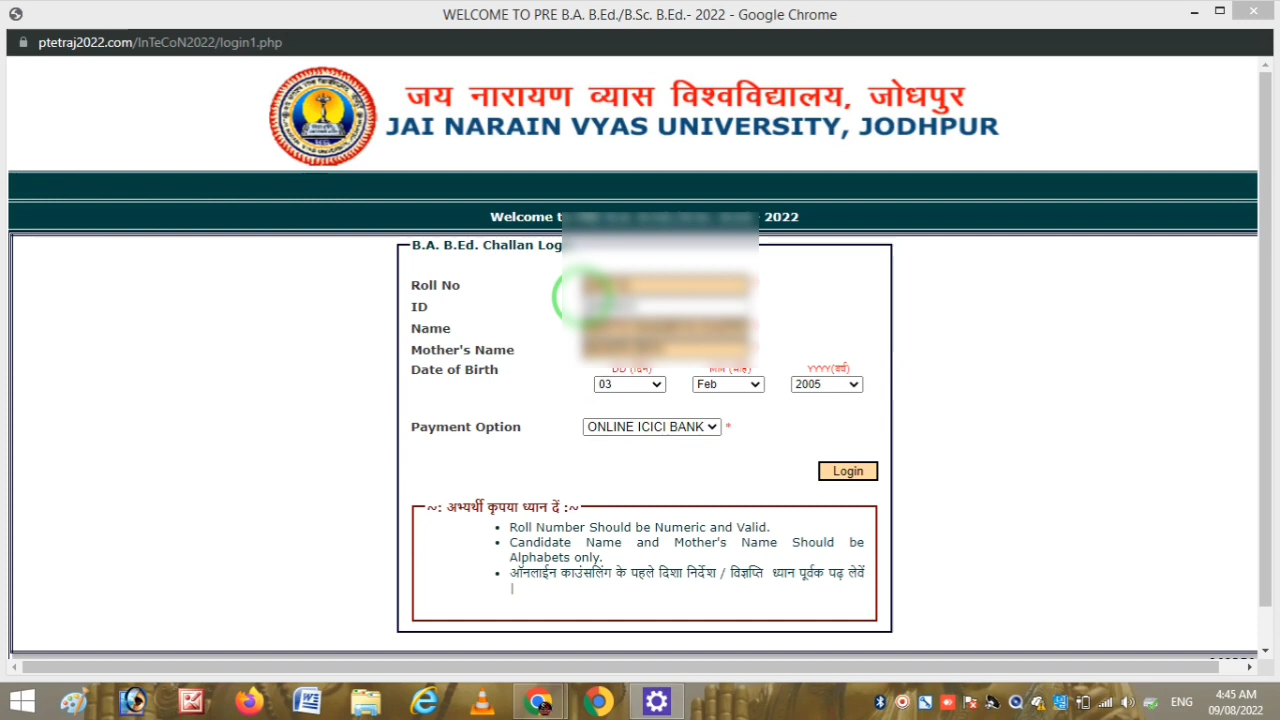 WELCOME TO PRE B.A. B.Ed./B.Sc. B.Ed.- 2022 - Google Chrome
ptetraj2022.com/InTeCoN2022/login1.php
जय नारायण व्यास विश्वविद्यालय, जोधपुर
JAI NARAIN VYAS UNIVERSITY, JODHPUR
Welcome 2022
B.A. B.Ed. Challan
Roll No
ID
Name
Mother's Name
Date of Birth DD (दिन) MM (माह) YYYY(वर्ष)
03 Feb 2005
Payment Option ONLINE ICICI BANK *
Login
~: अभ्यर्थी कृपया ध्यान दें :~
• Roll Number Should be Numeric and Valid.
• Candidate Name and Mother's Name Should be
Alphabets only.
• ऑनलाईन काउंसलिंग के पहले दिशा निर्देश / विज्ञप्ति ध्यान पूर्वक पढ़ लेवें
|
ENG
4:45 AM
09/08/2022